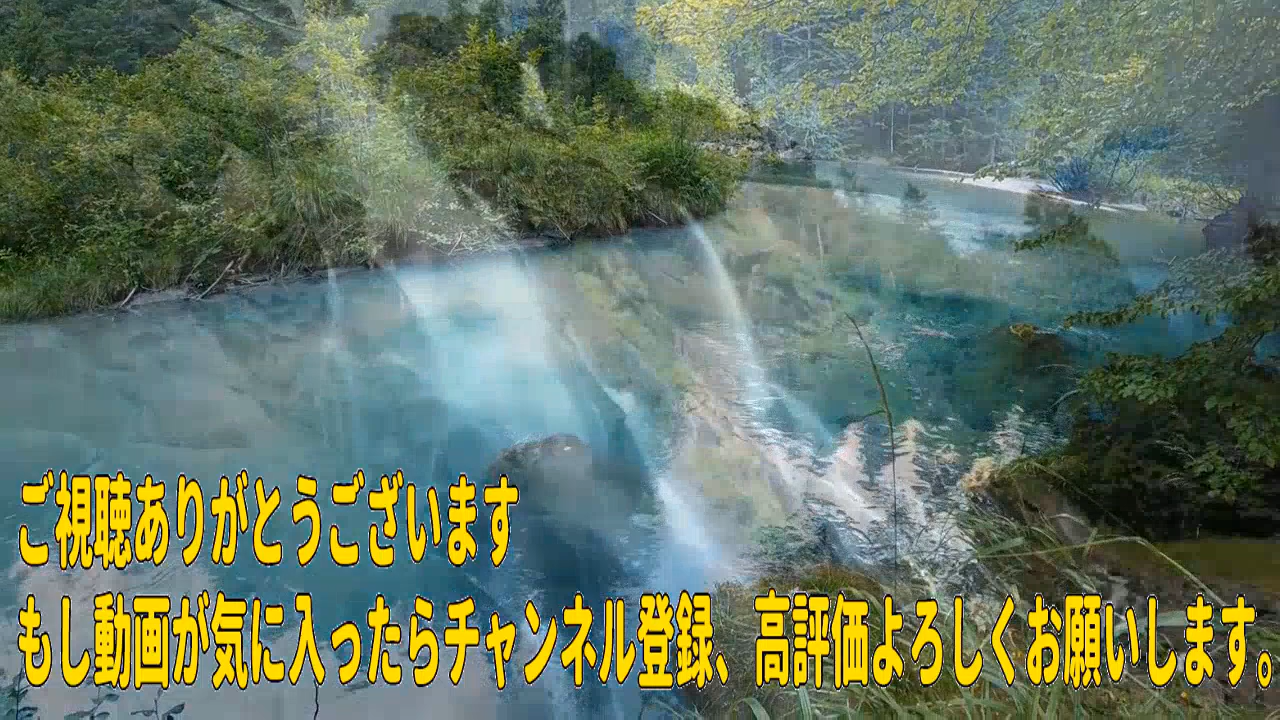 ご視聴ありがとうございます
もし動画が気に入ったらチャンネル登録、高評価よろしくお願いします。